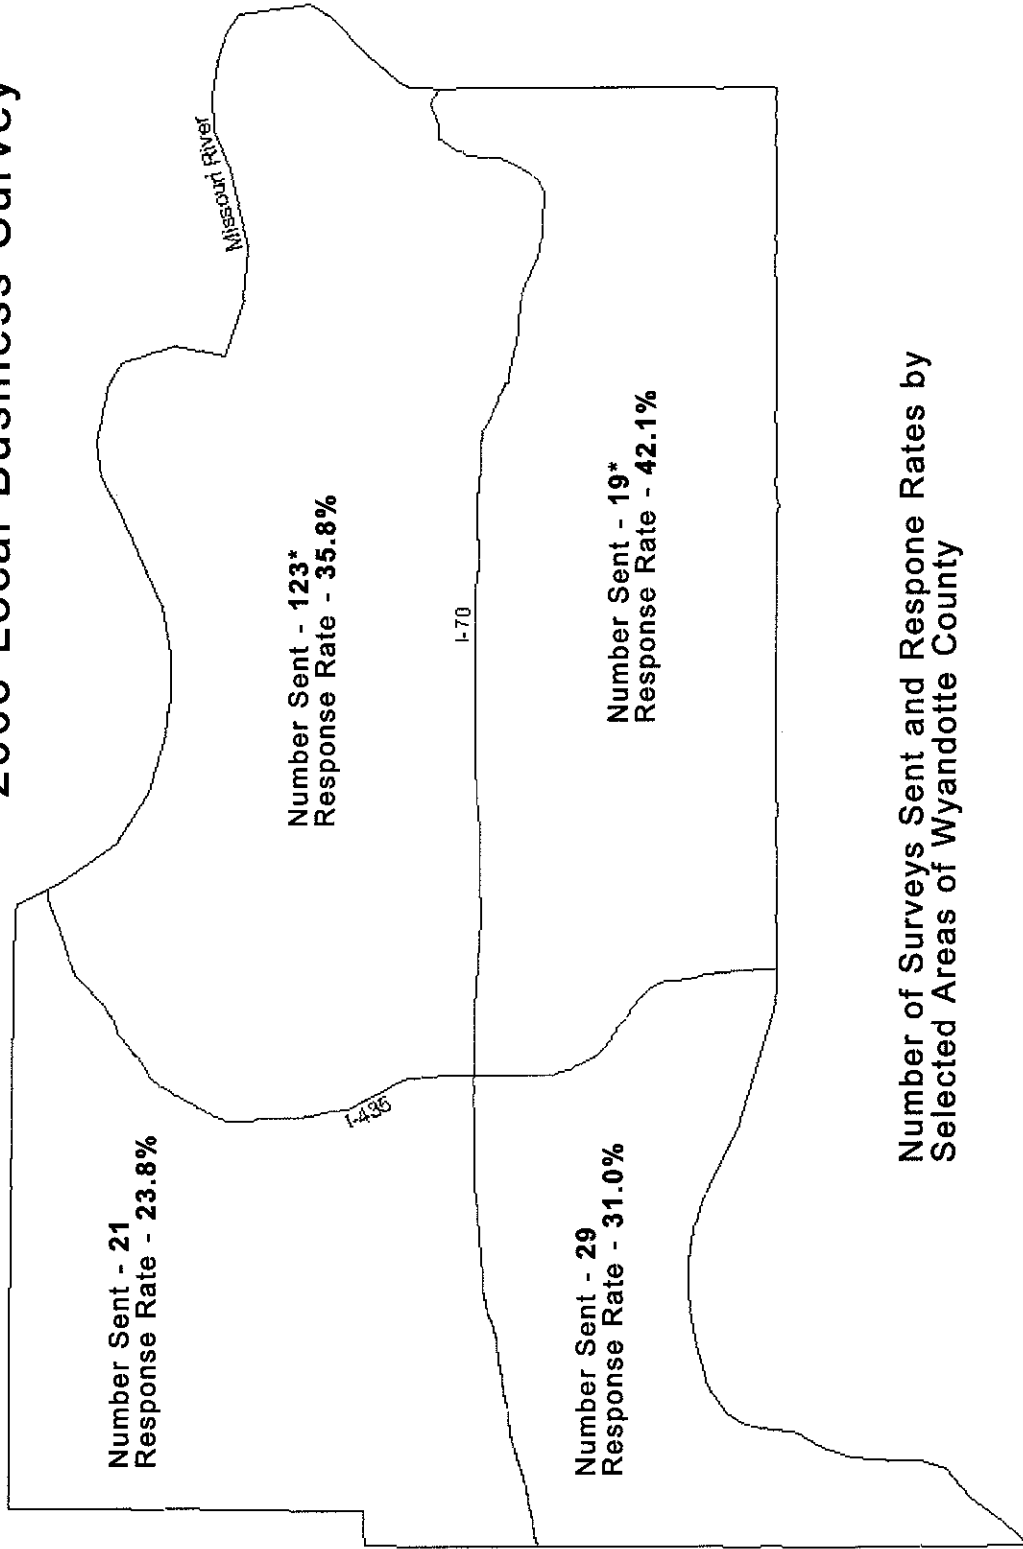 Local Business Survey
Missouri River
Number Sent - 21
Response Rate - 23.8%
Number Sent - 123*
Response Rate - 35.8%
I-435
I-70
Number Sent - 29
Response Rate - 31.0%
Number Sent - 19*
Response Rate - 42.1%
Number of Surveys Sent and Respone Rates by
Selected Areas of Wyandotte County